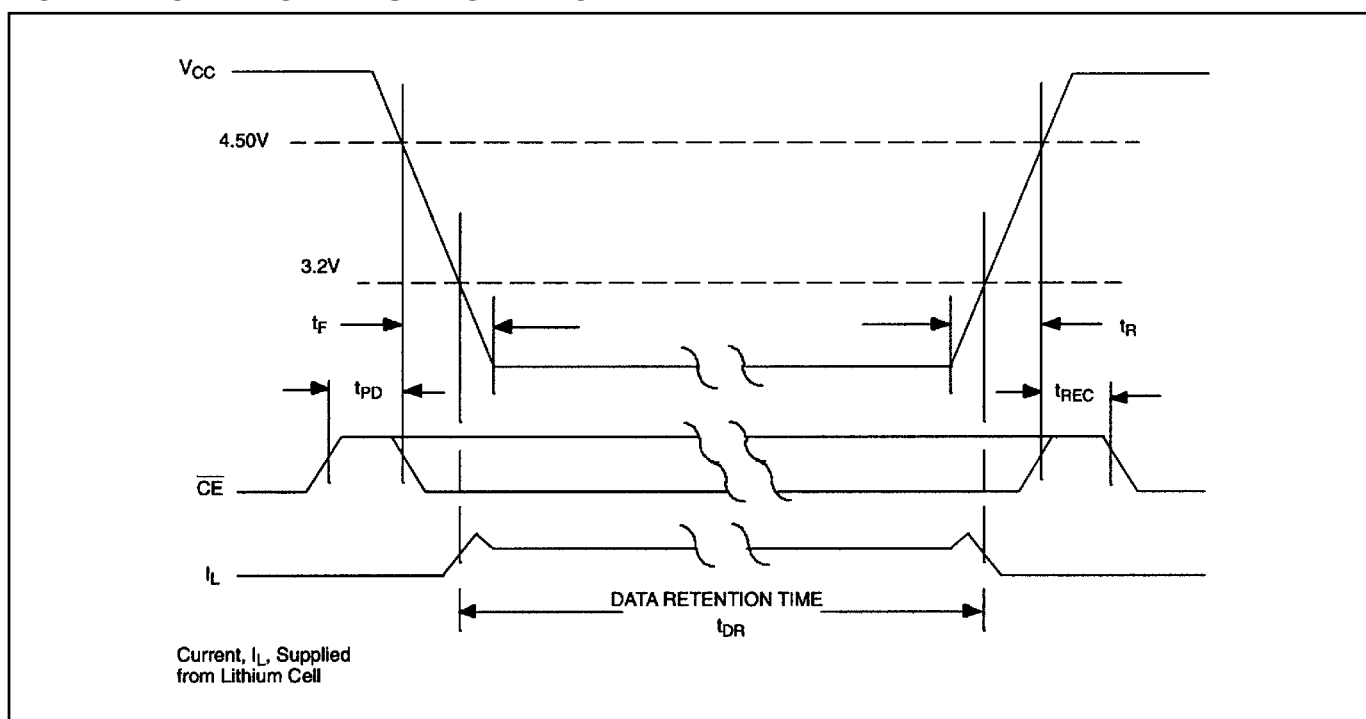 VCC
4.50V
3.2V
tF
tR
tPD
tREC
CE
IL
DATA RETENTION TIME
tDR
Current, IL, Supplied
from Lithium Cell